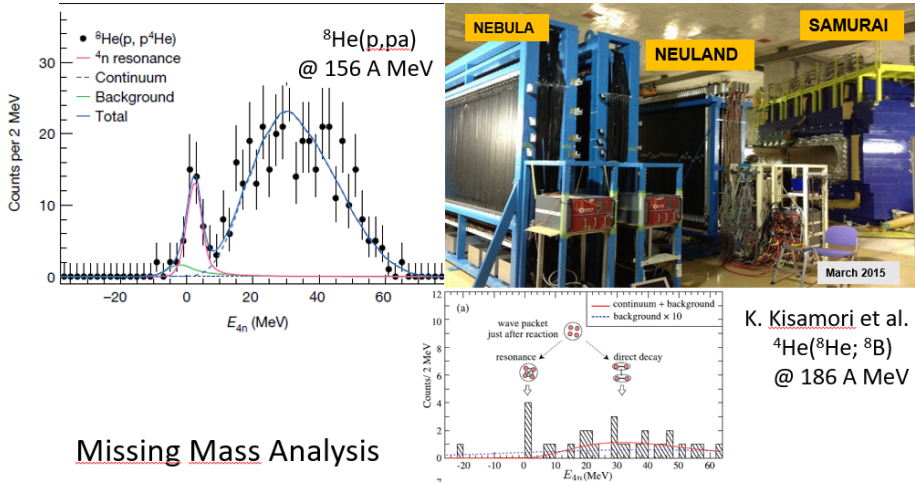 ⁸He(p, p⁴He)
⁴n resonance
Continuum
Background
Total
Counts per 2 MeV
30
20
10
0
−20
0
20
40
60
E4n (MeV)
⁸He(p,pa)
@ 156 A MeV
NEBULA
NEULAND
SAMURAI
March 2015
(a)
continuum + background
background × 10
wave packet
just after reaction
resonance
direct decay
Counts/ 2 MeV
12
10
8
6
4
2
0
-20
-10
0
10
20
30
40
50
60
E4n(MeV)
K. Kisamori et al.
⁴He(⁸He; ⁸B)
@ 186 A MeV
Missing Mass Analysis